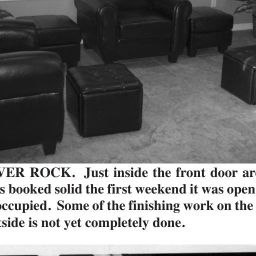 VER ROCK. Just inside the front door are
s booked solid the first weekend it was open
occupied. Some of the finishing work on the
kside is not yet completely done.